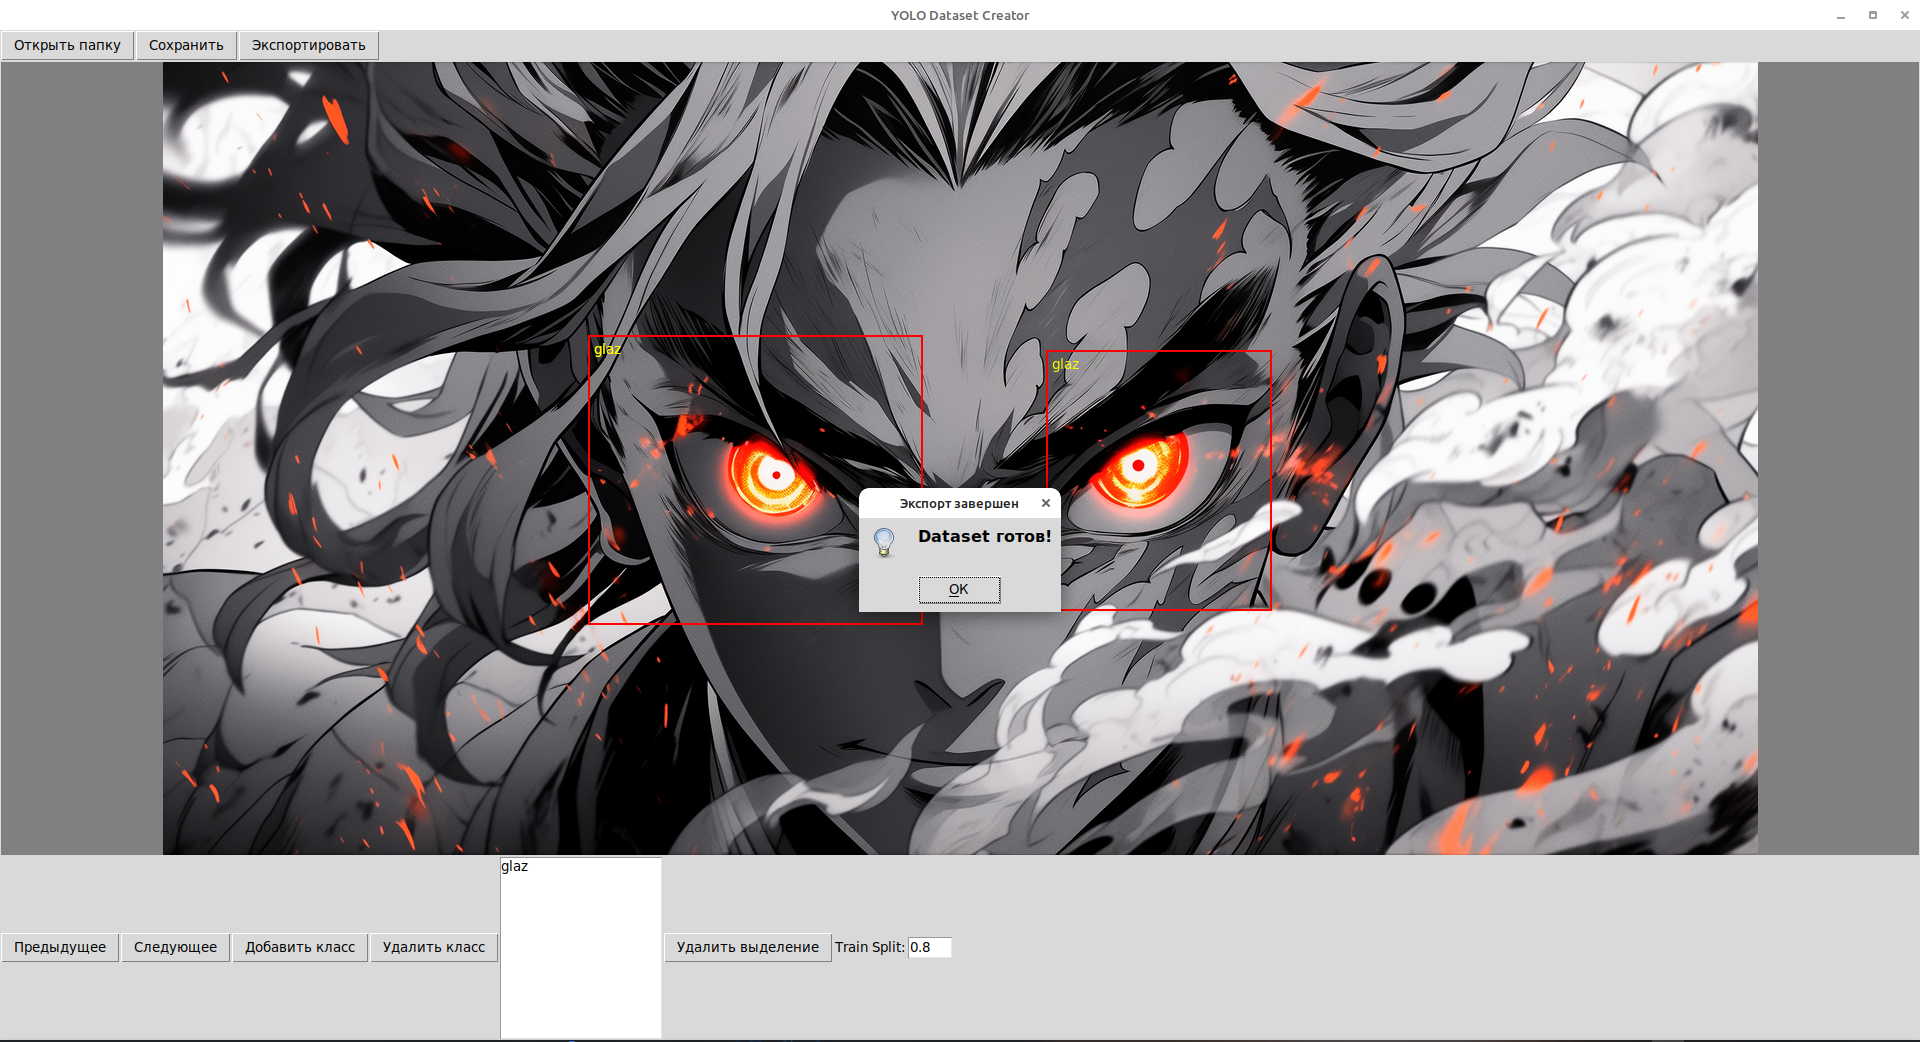 YOLO Dataset Creator
Открыть папку Сохранить Экспортировать
glaz
glaz
Экспорт завершен
Dataset готов!
OK
glaz
Предыдущее Следующее Добавить класс Удалить класс Удалить выделение Train Split: 0.8